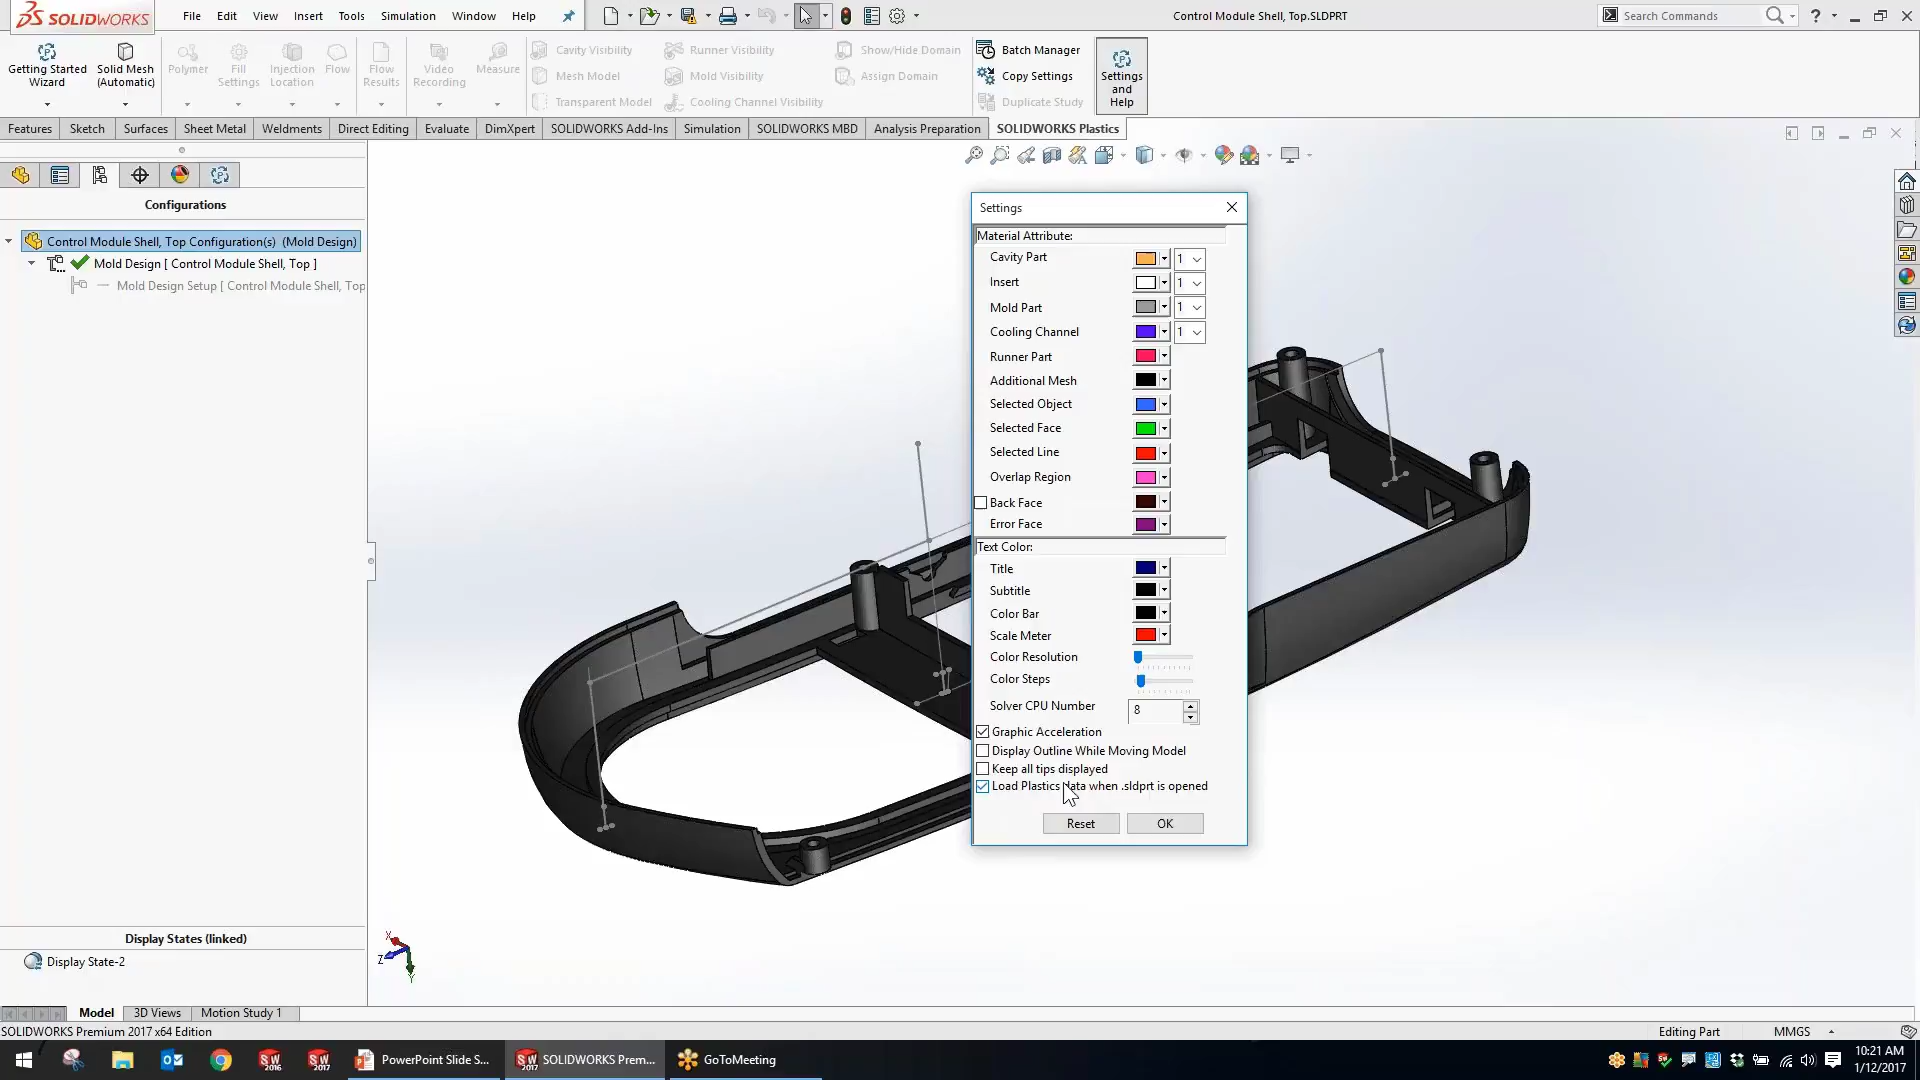 SOLIDWORKS
File Edit View Insert Tools Simulation Window Help
Control Module Shell, Top.SLDPRT
Search Commands
Getting Started Wizard
Solid Mesh (Automatic)
Polymer
Fill Settings
Injection Location
Flow
Flow Results
Video Recording
Measure
Cavity Visibility
Mesh Model
Transparent Model
Runner Visibility
Mold Visibility
Cooling Channel Visibility
Show/Hide Domain
Assign Domain
Batch Manager
Copy Settings
Duplicate Study
Settings and Help
Features Sketch Surfaces Sheet Metal Weldments Direct Editing Evaluate DimXpert SOLIDWORKS Add-Ins Simulation SOLIDWORKS MBD Analysis Preparation SOLIDWORKS Plastics
Configurations
Control Module Shell, Top Configuration(s) (Mold Design)
Mold Design [ Control Module Shell, Top ]
Mold Design Setup [ Control Module Shell, Top
Settings
Material Attribute:
Cavity Part 1
Insert 1
Mold Part 1
Cooling Channel 1
Runner Part
Additional Mesh
Selected Object
Selected Face
Selected Line
Overlap Region
Back Face
Error Face
Text Color:
Title
Subtitle
Color Bar
Scale Meter
Color Resolution
Color Steps
Solver CPU Number 8
Graphic Acceleration
Display Outline While Moving Model
Keep all tips displayed
Load Plastics data when .sldprt is opened
Reset OK
X
Z
Y
Display States (linked)
Display State-2
Model 3D Views Motion Study 1
SOLIDWORKS Premium 2017 x64 Edition
Editing Part MMGS
SW 2016
SW 2017
PowerPoint Slide S...
SOLIDWORKS Prem...
GoToMeeting
10:21 AM
1/12/2017